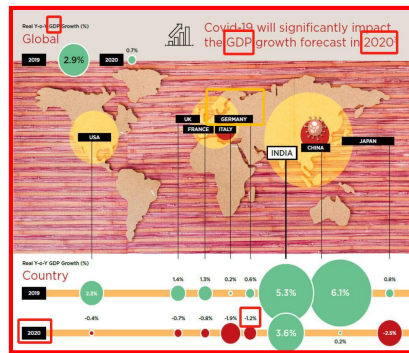 Real Y-o-Y GDP Growth (%)
Global
2019 2.9% 2020 0.7%
Covid-19 will significantly impact
the GDP growth forecast in 2020
UK GERMANY
FRANCE ITALY
USA
INDIA
CHINA
JAPAN
Real Y-o-Y GDP Growth (%)
Country
2019 2.3% 1.4% 1.3% 0.2% 0.6% 5.3% 6.1% 0.8%
2020 -0.4% -0.7% -0.8% -1.9% -1.2% 3.6% 0.2% -2.5%